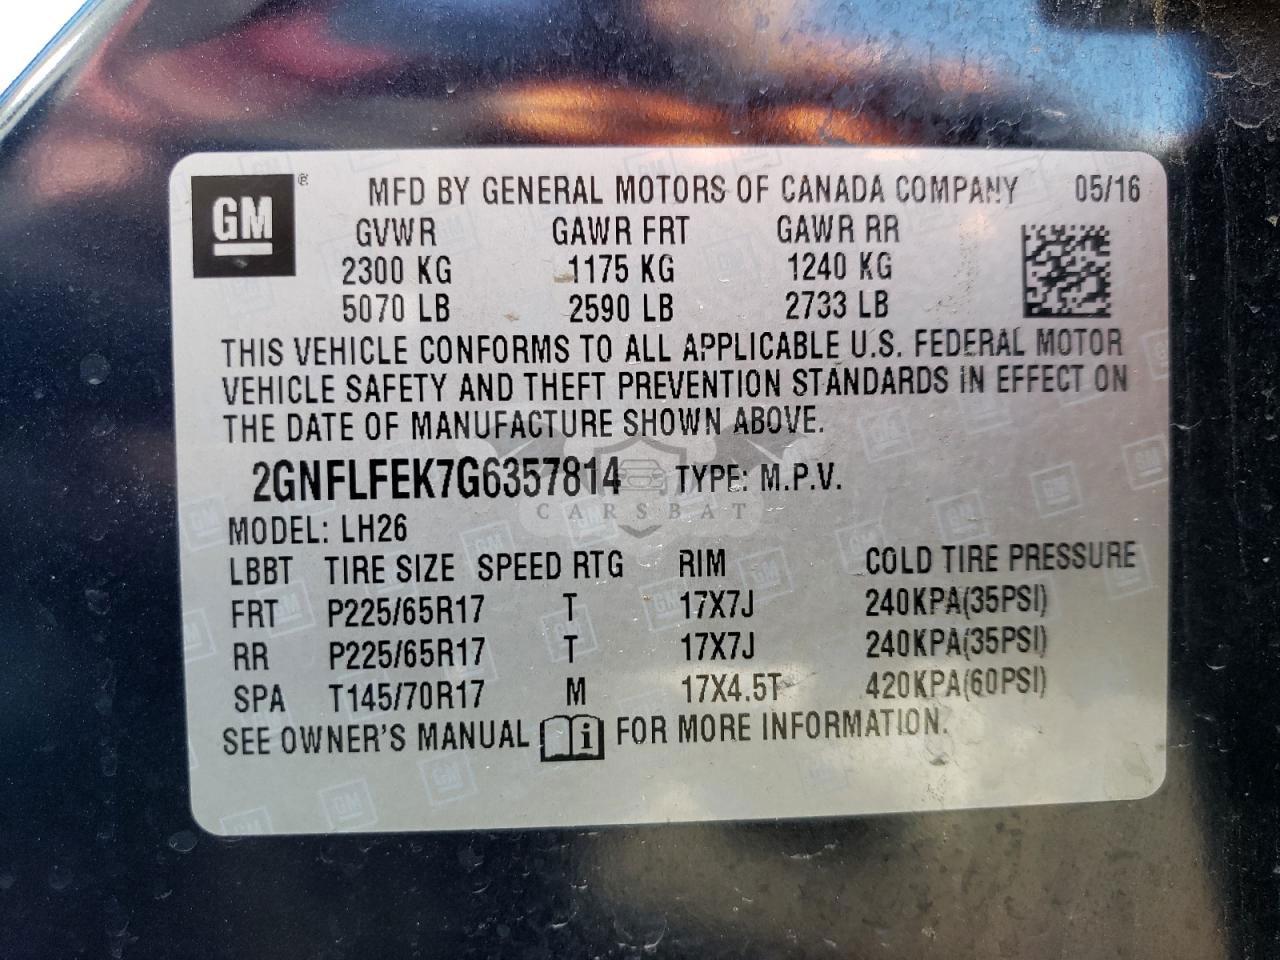 GM ® MFD BY GENERAL MOTORS OF CANADA COMPANY 05/16
GVWR GAWR FRT GAWR RR
2300 KG 1175 KG 1240 KG
5070 LB 2590 LB 2733 LB
THIS VEHICLE CONFORMS TO ALL APPLICABLE U.S. FEDERAL MOTOR
VEHICLE SAFETY AND THEFT PREVENTION STANDARDS IN EFFECT ON
THE DATE OF MANUFACTURE SHOWN ABOVE.
2GNFLFEK7G6357814 TYPE: M.P.V.
CARSBAT
MODEL: LH26
LBBT TIRE SIZE SPEED RTG RIM COLD TIRE PRESSURE
FRT P225/65R17 T 17X7J 240KPA(35PSI)
RR P225/65R17 T 17X7J 240KPA(35PSI)
SPA T145/70R17 M 17X4.5T 420KPA(60PSI)
SEE OWNER'S MANUAL i FOR MORE INFORMATION.